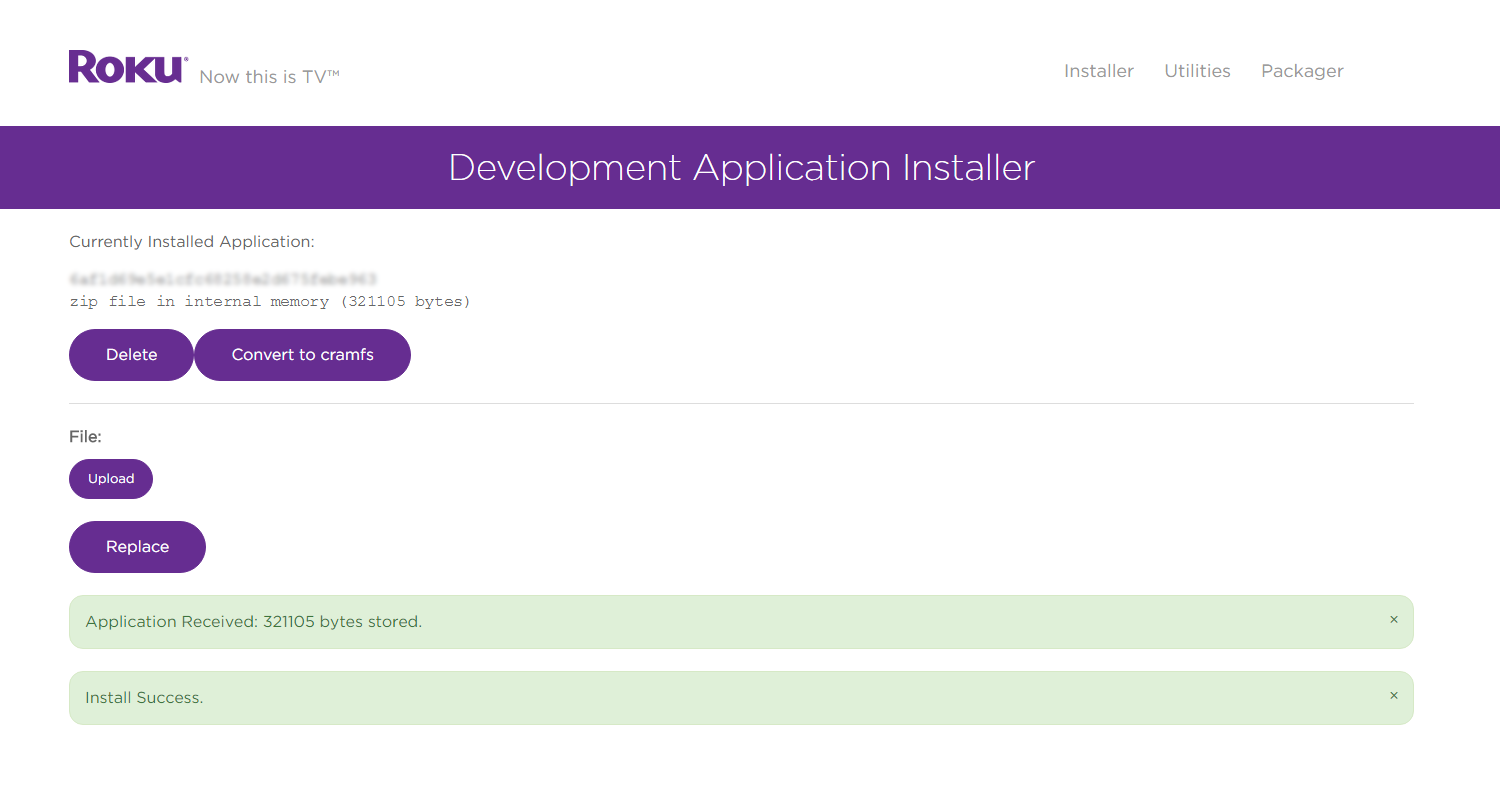 Roku® Now this is TV™
Installer Utilities Packager
Development Application Installer
Currently Installed Application:
zip file in internal memory (321105 bytes)
Delete Convert to cramfs
File:
Upload
Replace
Application Received: 321105 bytes stored. ×
Install Success. ×